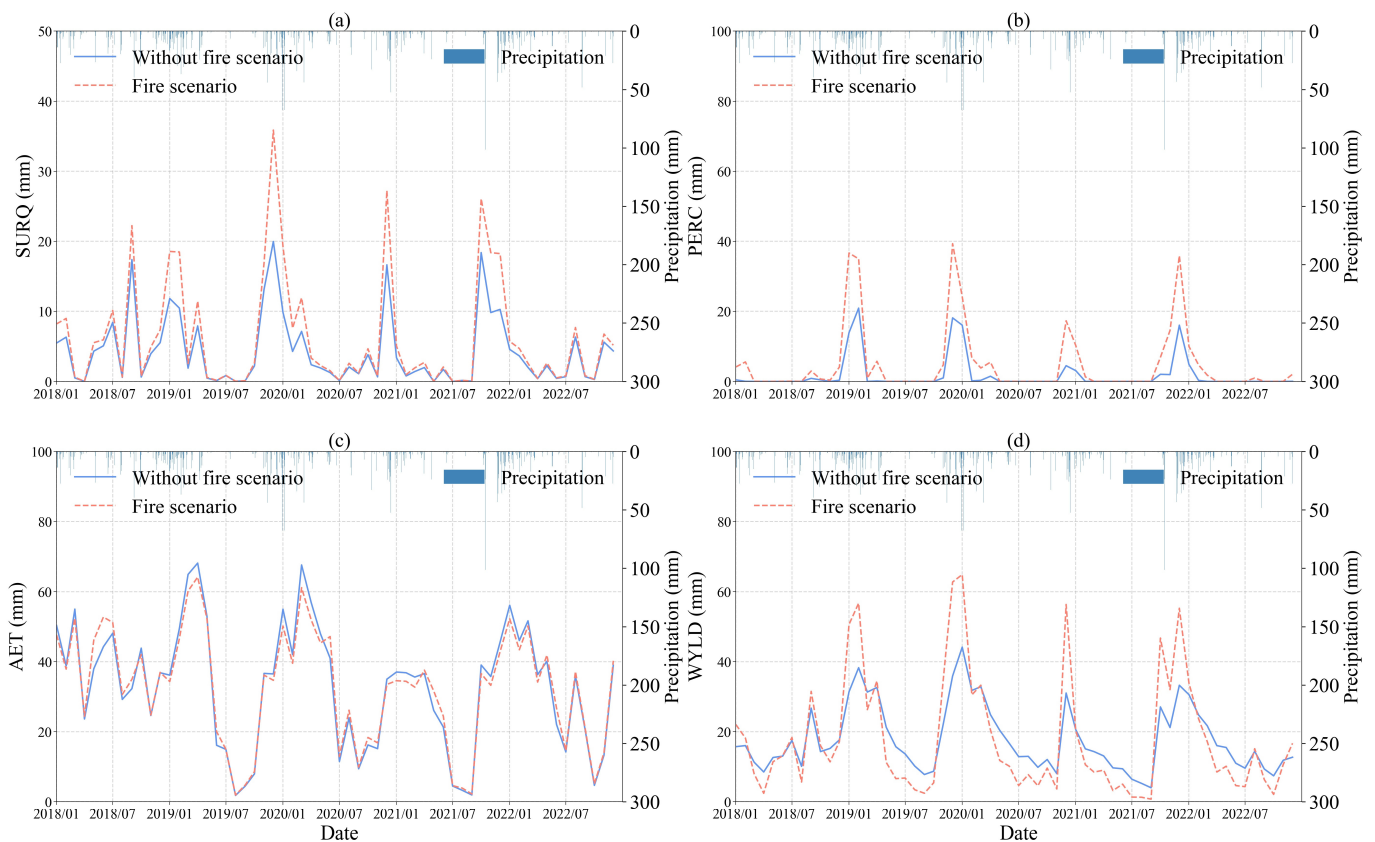 (a)
50
40
30
20
10
0
SURQ (mm)
Without fire scenario
Fire scenario
Precipitation
0
50
100
150
200
250
300
Precipitation (mm)
2018/01 2018/07 2019/01 2019/07 2020/01 2020/07 2021/01 2021/07 2022/01 2022/07
(b)
100
80
60
40
20
0
PERC (mm)
Without fire scenario
Fire scenario
Precipitation
0
50
100
150
200
250
300
Precipitation (mm)
2018/01 2018/07 2019/01 2019/07 2020/01 2020/07 2021/01 2021/07 2022/01 2022/07
(c)
100
80
60
40
20
0
AET (mm)
Without fire scenario
Fire scenario
Precipitation
0
50
100
150
200
250
300
Precipitation (mm)
2018/01 2018/07 2019/01 2019/07 2020/01 2020/07 2021/01 2021/07 2022/01 2022/07
Date
(d)
100
80
60
40
20
0
WYLD (mm)
Without fire scenario
Fire scenario
Precipitation
0
50
100
150
200
250
300
Precipitation (mm)
2018/01 2018/07 2019/01 2019/07 2020/01 2020/07 2021/01 2021/07 2022/01 2022/07
Date